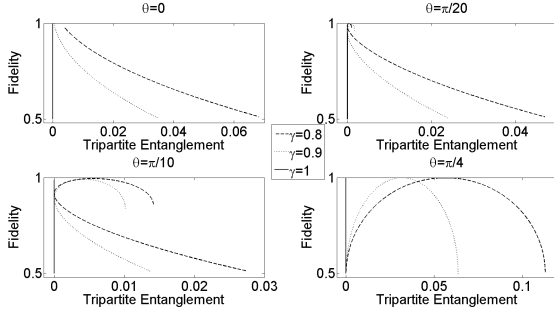 θ=0
Fidelity
1
0.5
0
0.02
0.04
0.06
Tripartite Entanglement
θ=π/20
Fidelity
1
0.5
0
0.02
0.04
Tripartite Entanglement
γ=0.8
γ=0.9
γ=1
θ=π/10
Fidelity
1
0.5
0
0.01
0.02
0.03
Tripartite Entanglement
θ=π/4
Fidelity
1
0.5
0
0.05
0.1
Tripartite Entanglement